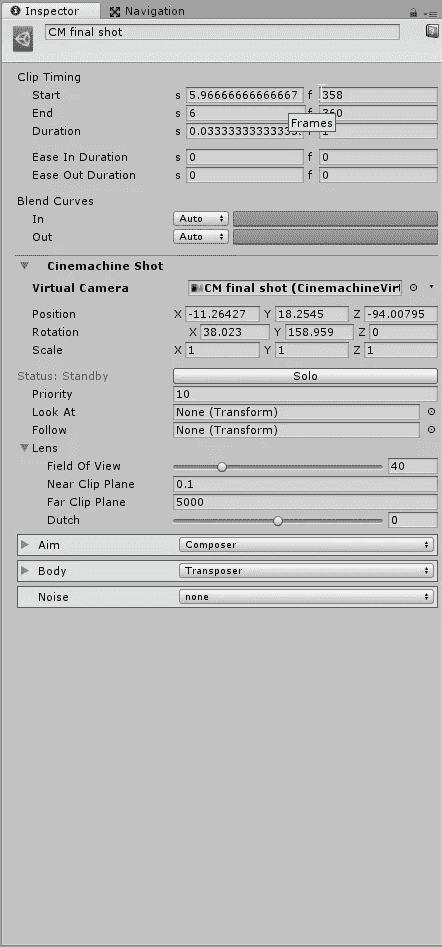 Inspector Navigation
CM final shot
Clip Timing
Start s 5.96666666666667 f 358
End s 6 f 360
Frames
Duration s 0.0333333333333
Ease In Duration s 0 f 0
Ease Out Duration s 0 f 0
Blend Curves
In Auto
Out Auto
Cinemachine Shot
Virtual Camera CM final shot (CinemachineVirt
Position X -11.26427 Y 18.2545 Z -94.00795
Rotation X 38.023 Y 158.959 Z 0
Scale X 1 Y 1 Z 1
Status: Standby Solo
Priority 10
Look At None (Transform)
Follow None (Transform)
Lens
Field Of View 40
Near Clip Plane 0.1
Far Clip Plane 5000
Dutch 0
Aim Composer
Body Transposer
Noise none